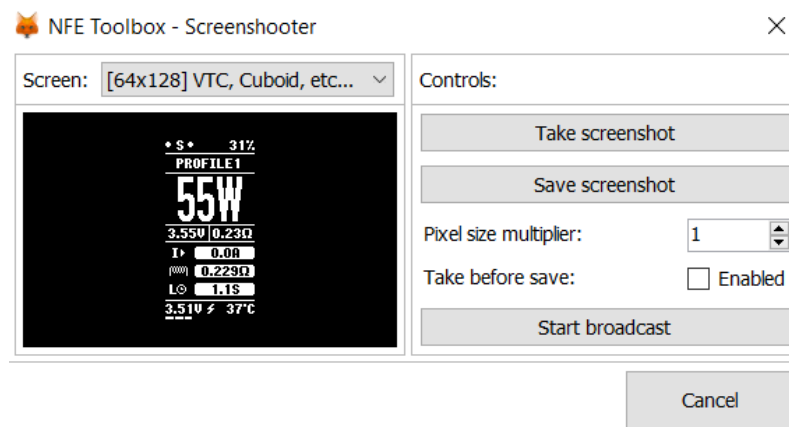 NFE Toolbox - Screenshooter
Screen: [64x128] VTC, Cuboid, etc...
• S • 31%
PROFILE1
55W
3.55V 0.23Ω
I 0.0A
0.229Ω
L 1.1S
3.51V 37°C
Controls:
Take screenshot
Save screenshot
Pixel size multiplier: 1
Take before save: Enabled
Start broadcast
Cancel